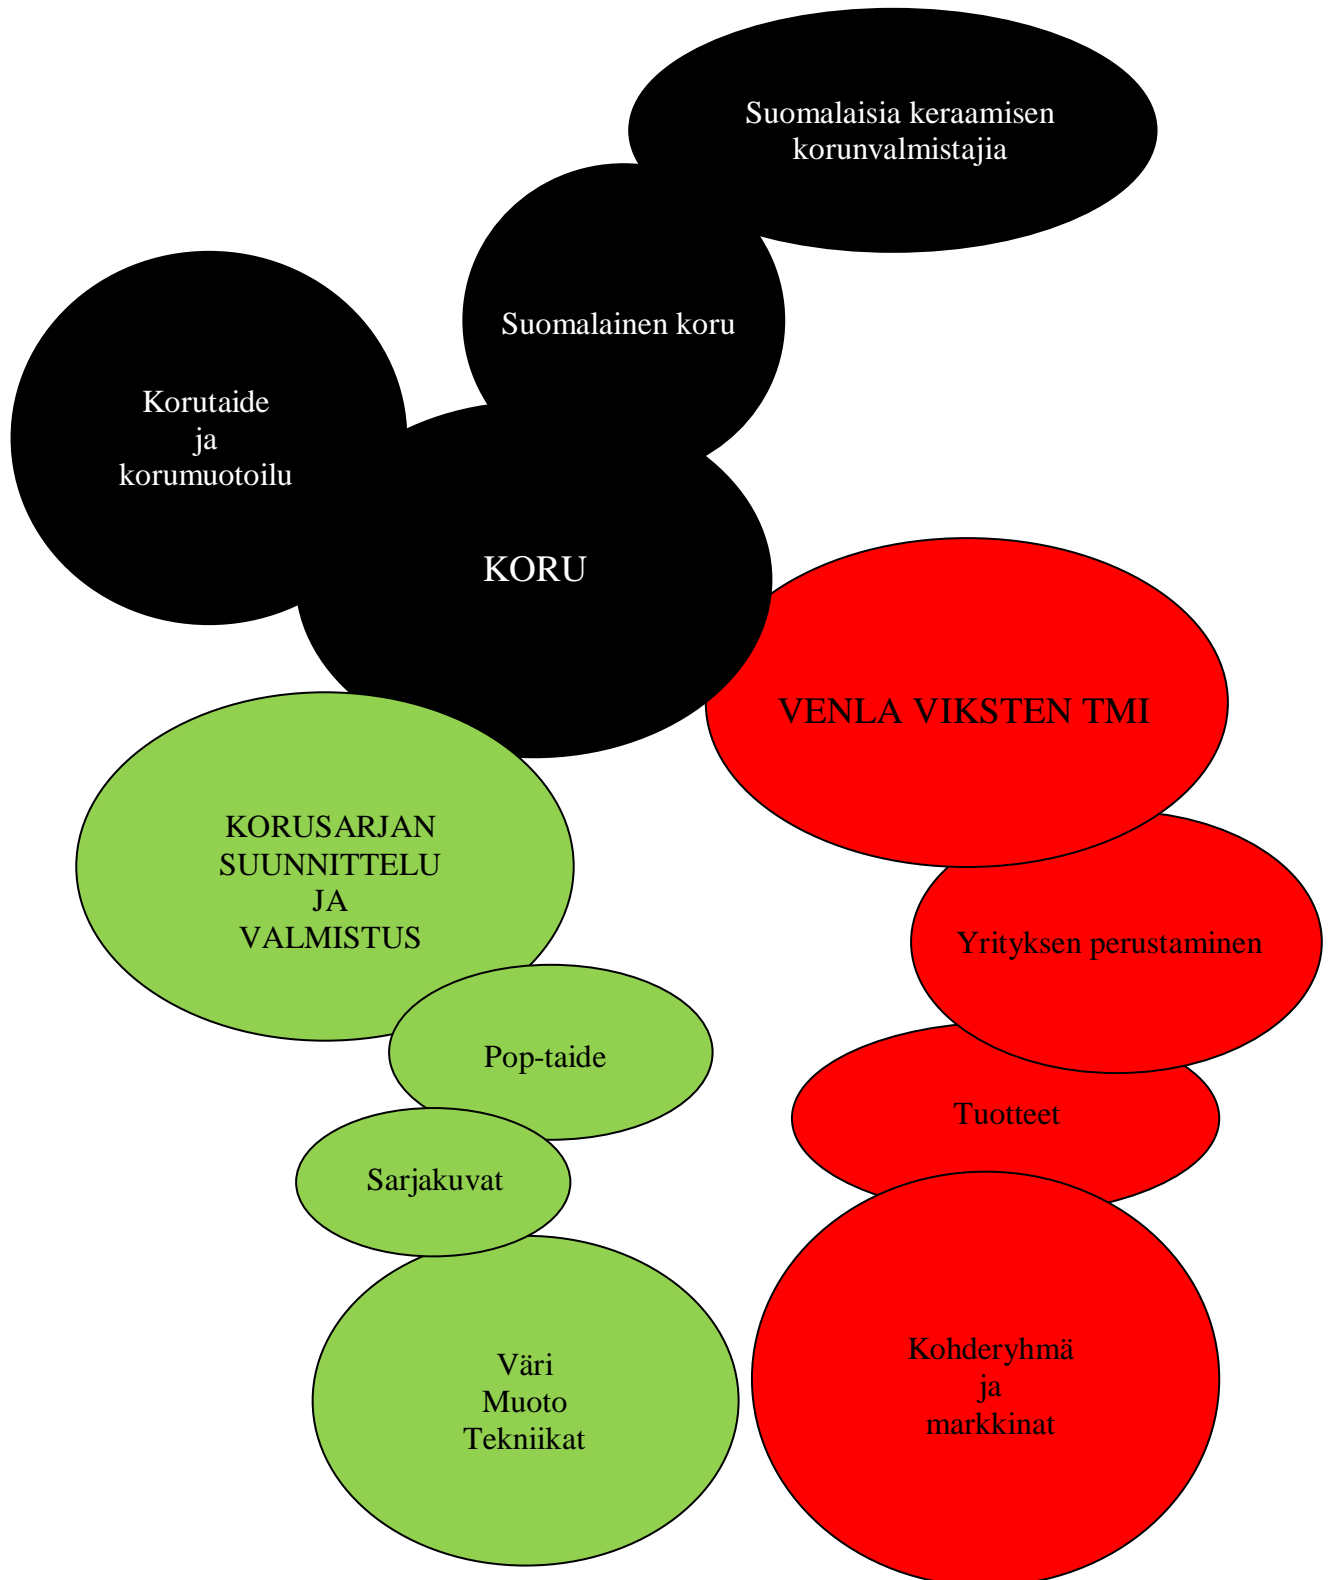 Suomalaisia keraamisen
korunvalmistajia
Suomalainen koru
Korutaide
ja
korumuotoilu
KORU
VENLA VIKSTEN TMI
KORUSARJAN
SUUNNITTELU
JA
VALMISTUS
Yrityksen perustaminen
Pop-taide
Tuotteet
Sarjakuvat
Väri
Muoto
Tekniikat
Kohderyhmä
ja
markkinat